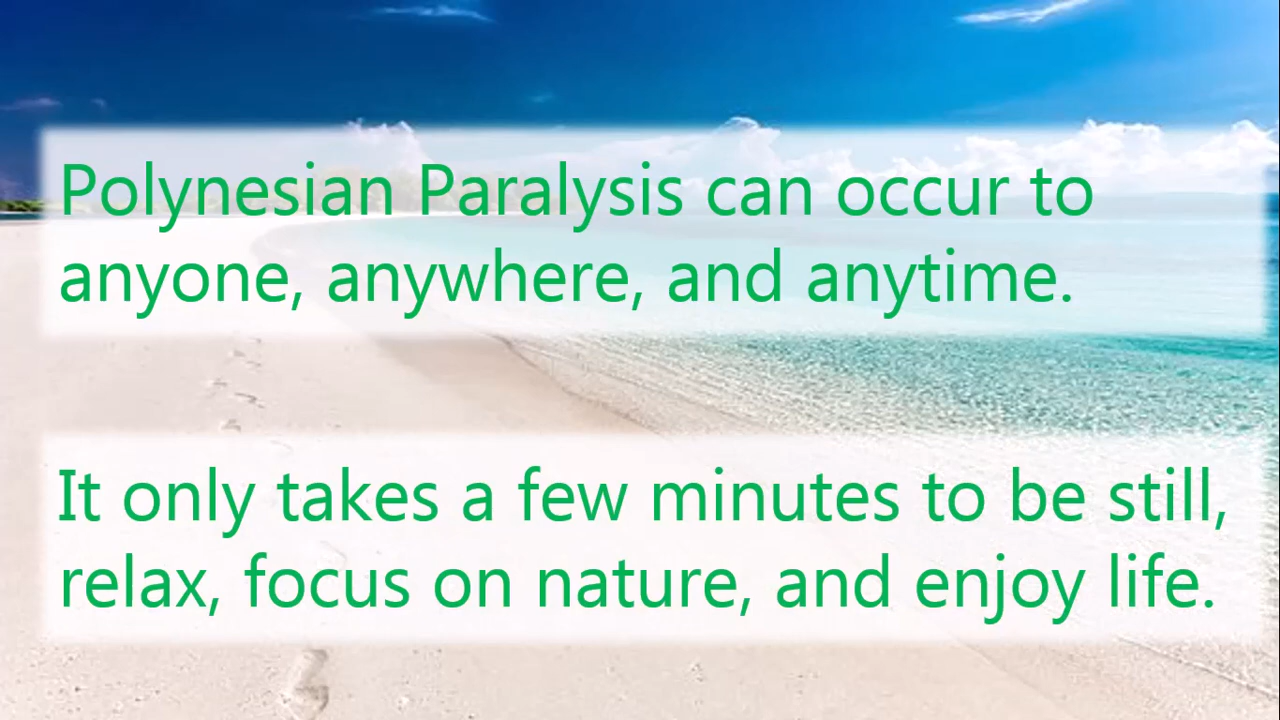 Polynesian Paralysis can occur to
anyone, anywhere, and anytime.
It only takes a few minutes to be still,
relax, focus on nature, and enjoy life.